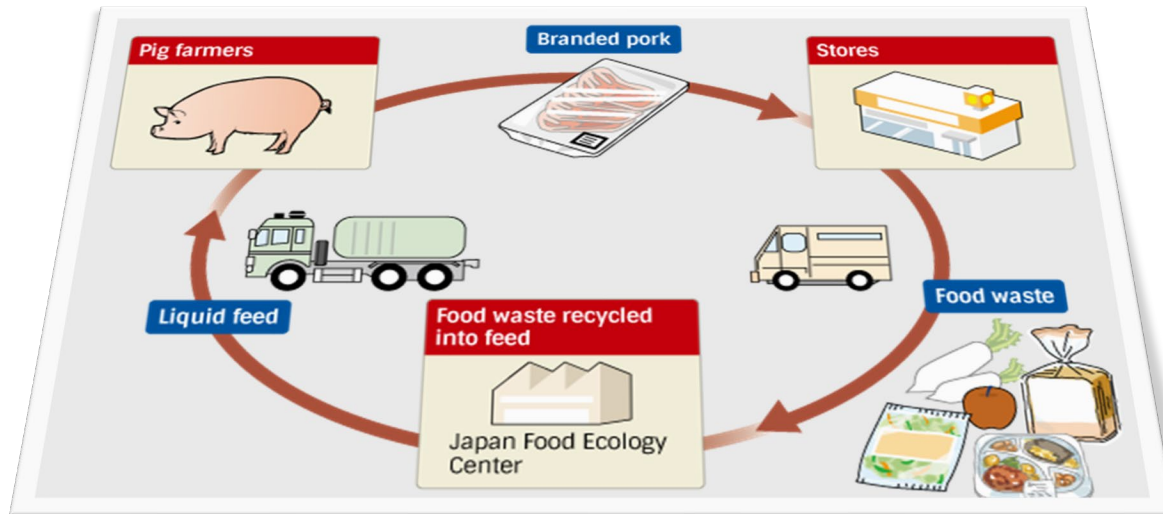 Pig farmers
Branded pork
Stores
Liquid feed
Food waste recycled
into feed
Japan Food Ecology
Center
Food waste